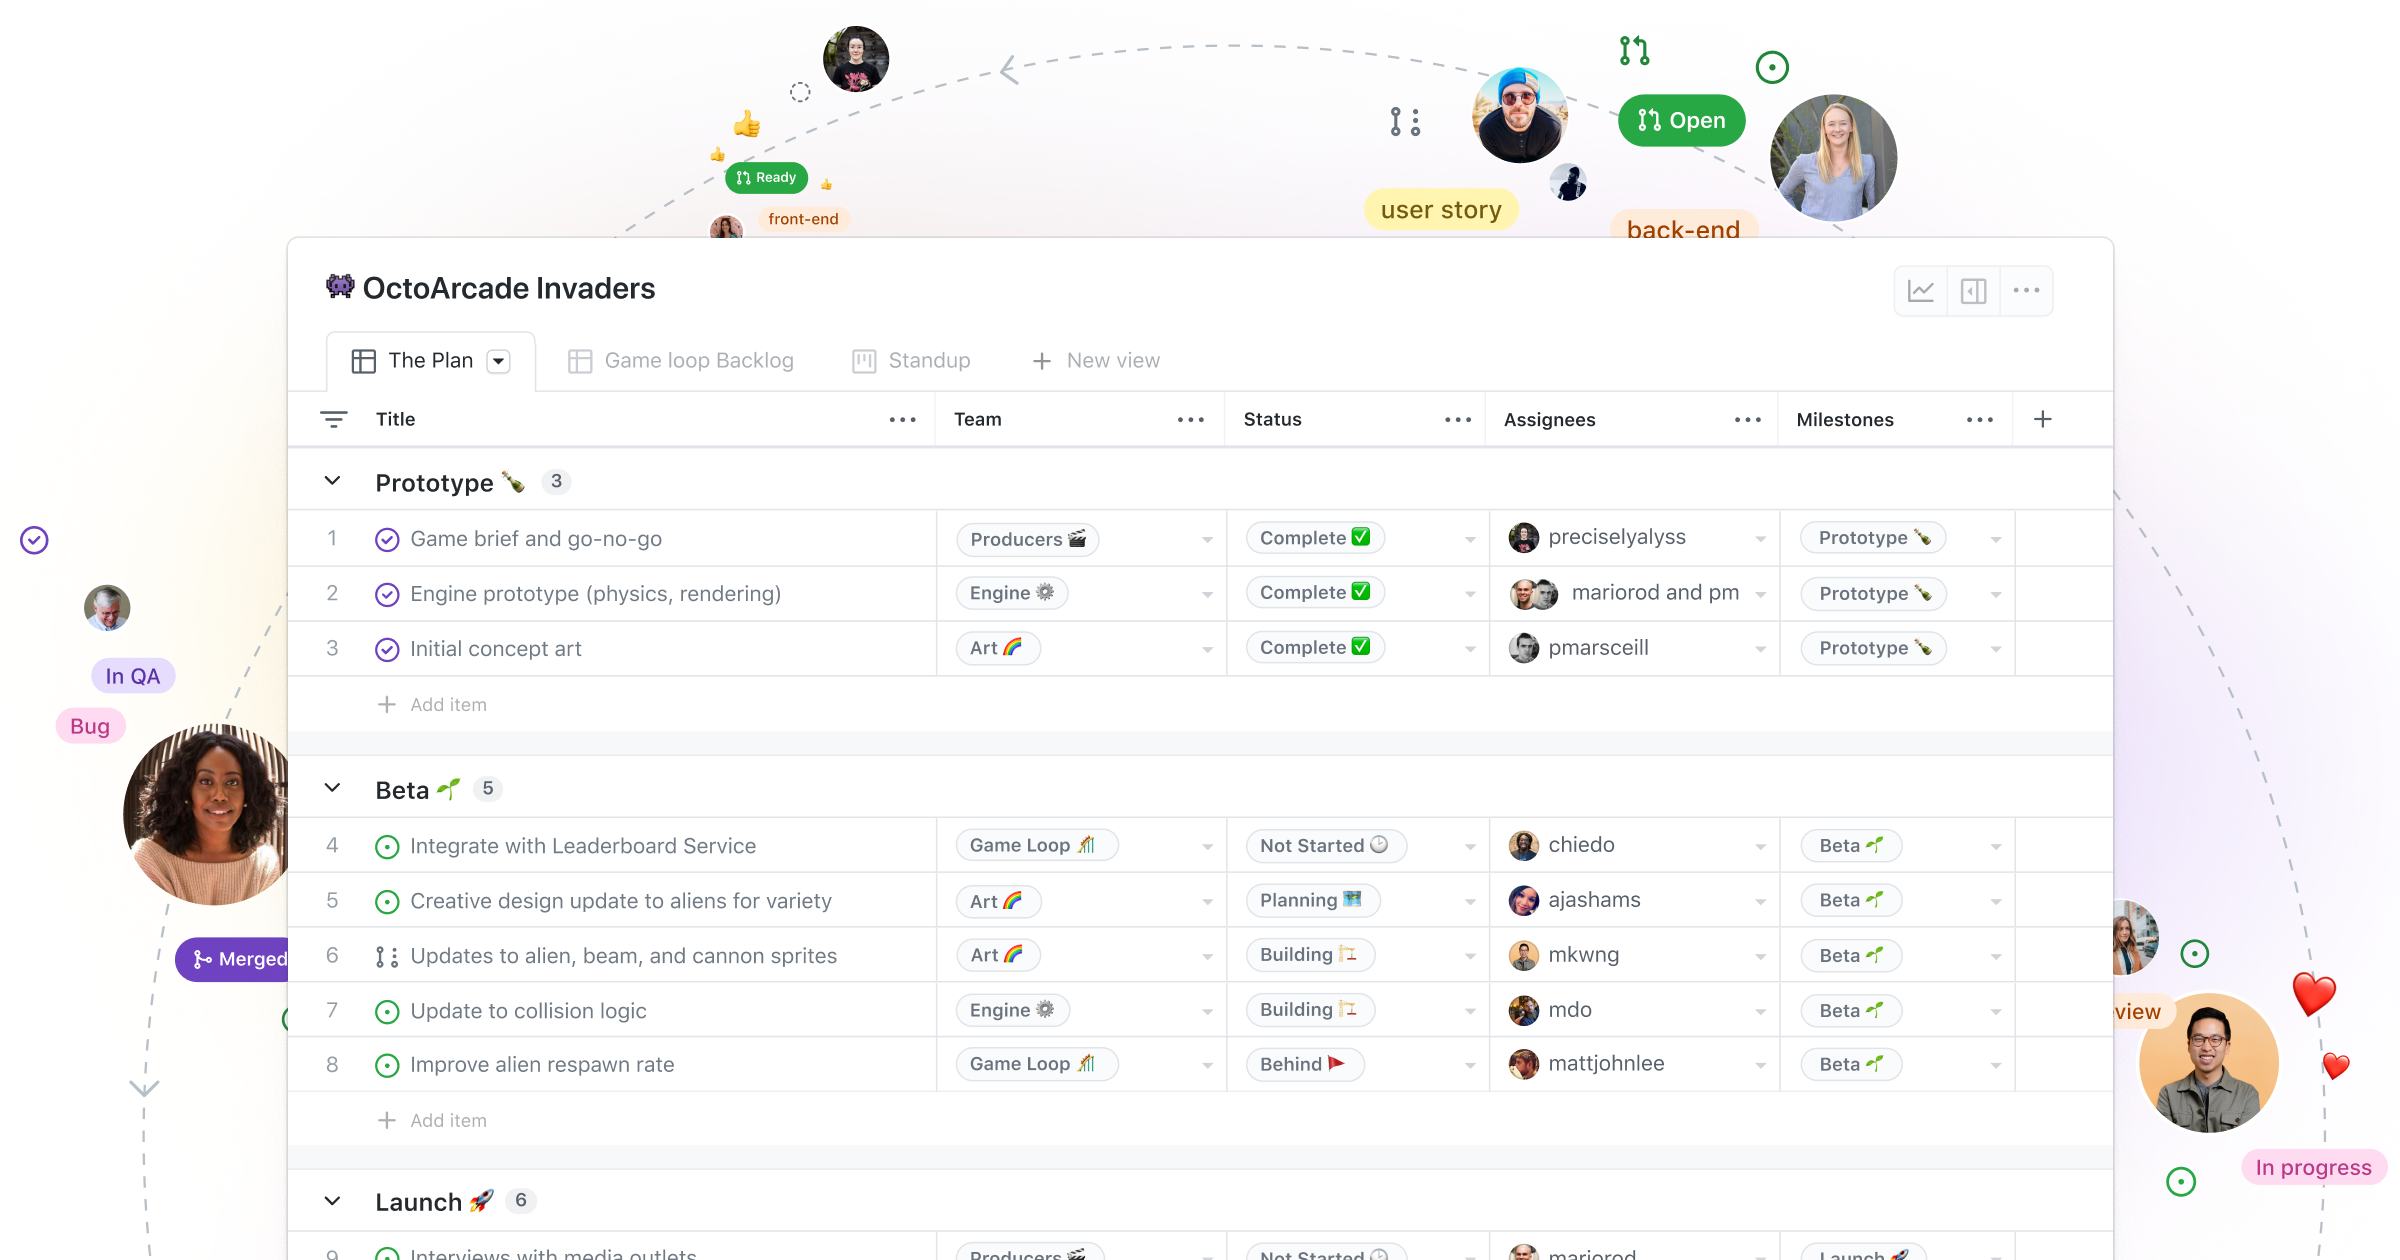 Open
Ready
user story
front-end
back-end
👾 OctoArcade Invaders
The Plan Game loop Backlog Standup + New view
Title Team Status Assignees Milestones
Prototype 🍾 3
1 Game brief and go-no-go Producers 🎬 Complete ✅ preciselyalyss Prototype 🍾
2 Engine prototype (physics, rendering) Engine ⚙️ Complete ✅ mariorod and pm Prototype 🍾
3 Initial concept art Art 🌈 Complete ✅ pmarsceill Prototype 🍾
+ Add item
In QA
Bug
Beta 🌱 5
4 Integrate with Leaderboard Service Game Loop 🎢 Not Started 🕑 chiedo Beta 🌱
5 Creative design update to aliens for variety Art 🌈 Planning 🗺️ ajashams Beta 🌱
6 Updates to alien, beam, and cannon sprites Art 🌈 Building 🏗️ mkwng Beta 🌱
Merged
7 Update to collision logic Engine ⚙️ Building 🏗️ mdo Beta 🌱
view
8 Improve alien respawn rate Game Loop 🎢 Behind 🚩 mattjohnlee Beta 🌱
+ Add item
In progress
Launch 🚀 6
9 Interviews with media outlets Producers 🎬 Not Started 🕑 mariorod Launch 🚀